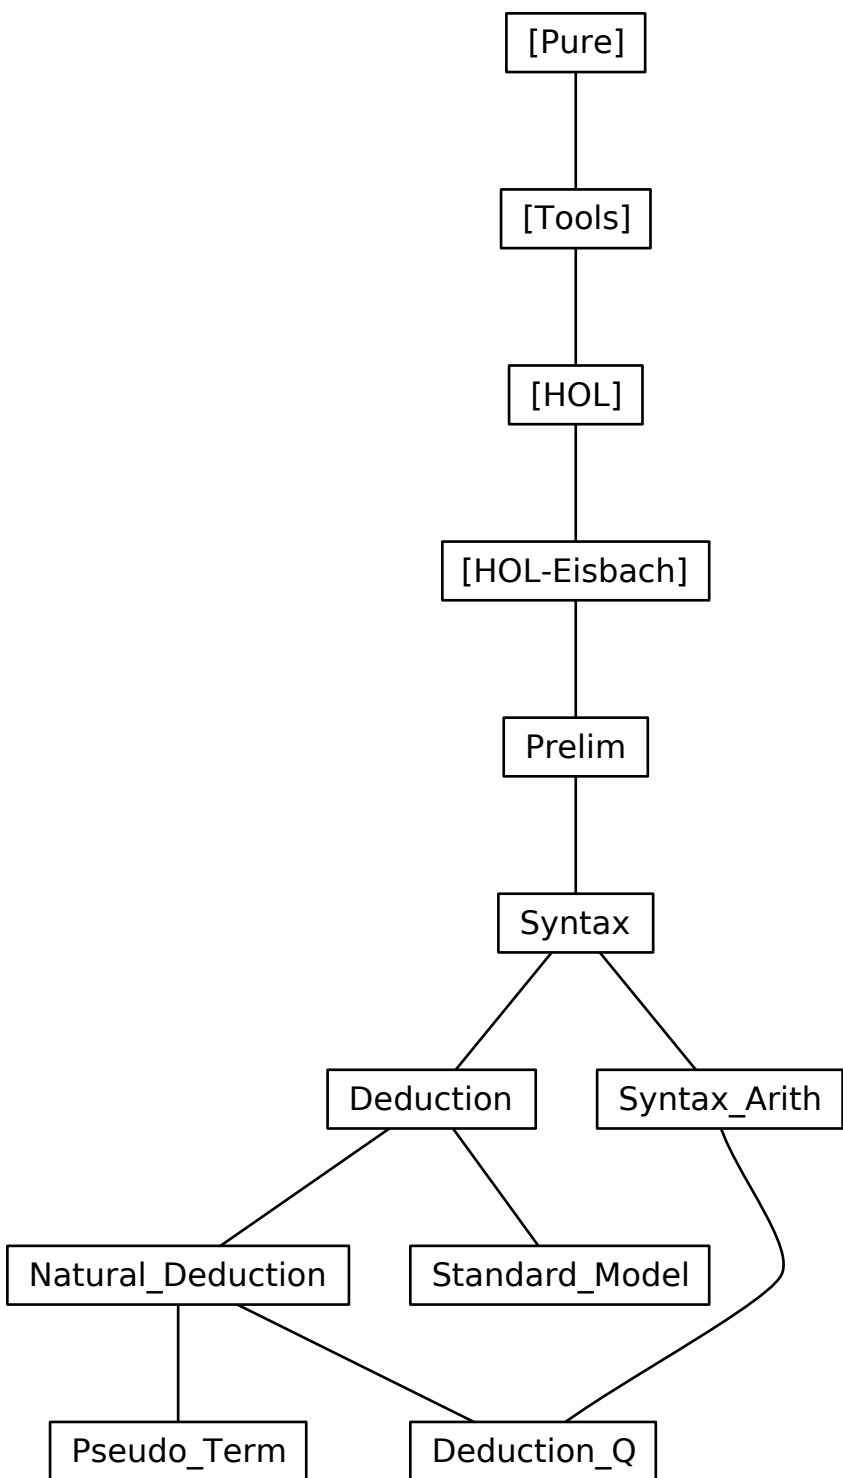 [Pure]
[Tools]
[HOL]
[HOL-Eisbach]
Prelim
Syntax
Deduction
Syntax_Arith
Natural_Deduction
Standard_Model
Pseudo_Term
Deduction_Q